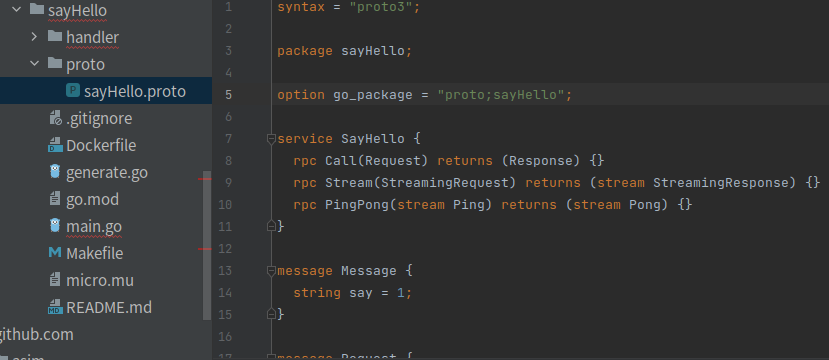 sayHello
handler
proto
sayHello.proto
.gitignore
Dockerfile
generate.go
go.mod
main.go
Makefile
micro.mu
README.md
github.com
asim
1 syntax = "proto3";
2
3 package sayHello;
4
5 option go_package = "proto;sayHello";
6
7 service SayHello {
8 rpc Call(Request) returns (Response) {}
9 rpc Stream(StreamingRequest) returns (stream StreamingResponse) {}
10 rpc PingPong(stream Ping) returns (stream Pong) {}
11 }
12
13 message Message {
14 string say = 1;
15 }
16
17 message Request {